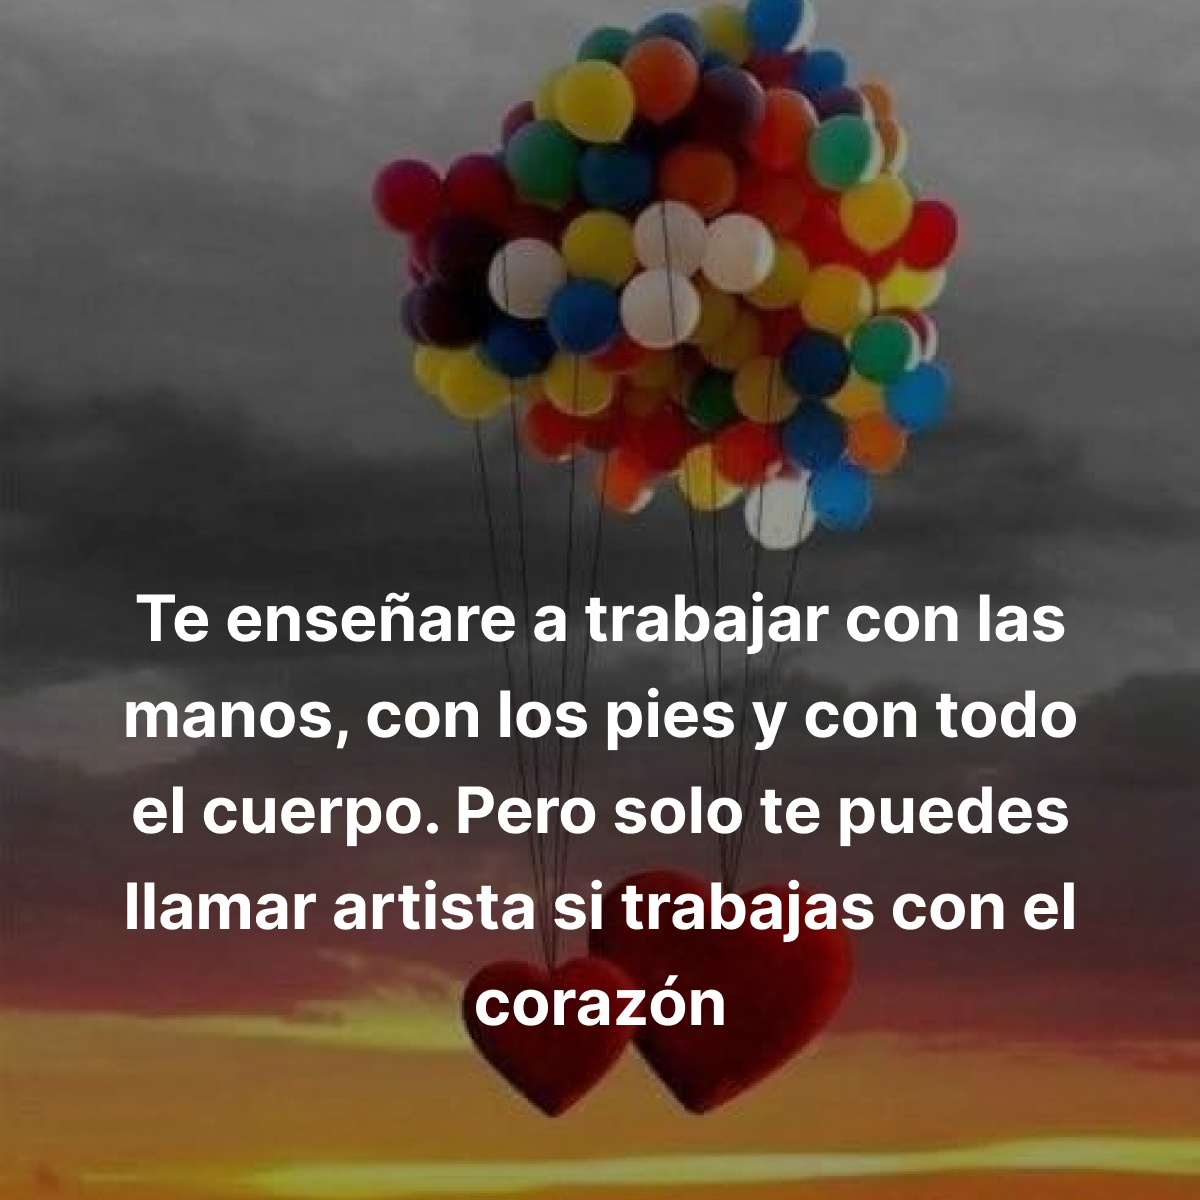 Te enseñare a trabajar con las
manos, con los pies y con todo
el cuerpo. Pero solo te puedes
llamar artista si trabajas con el
corazón